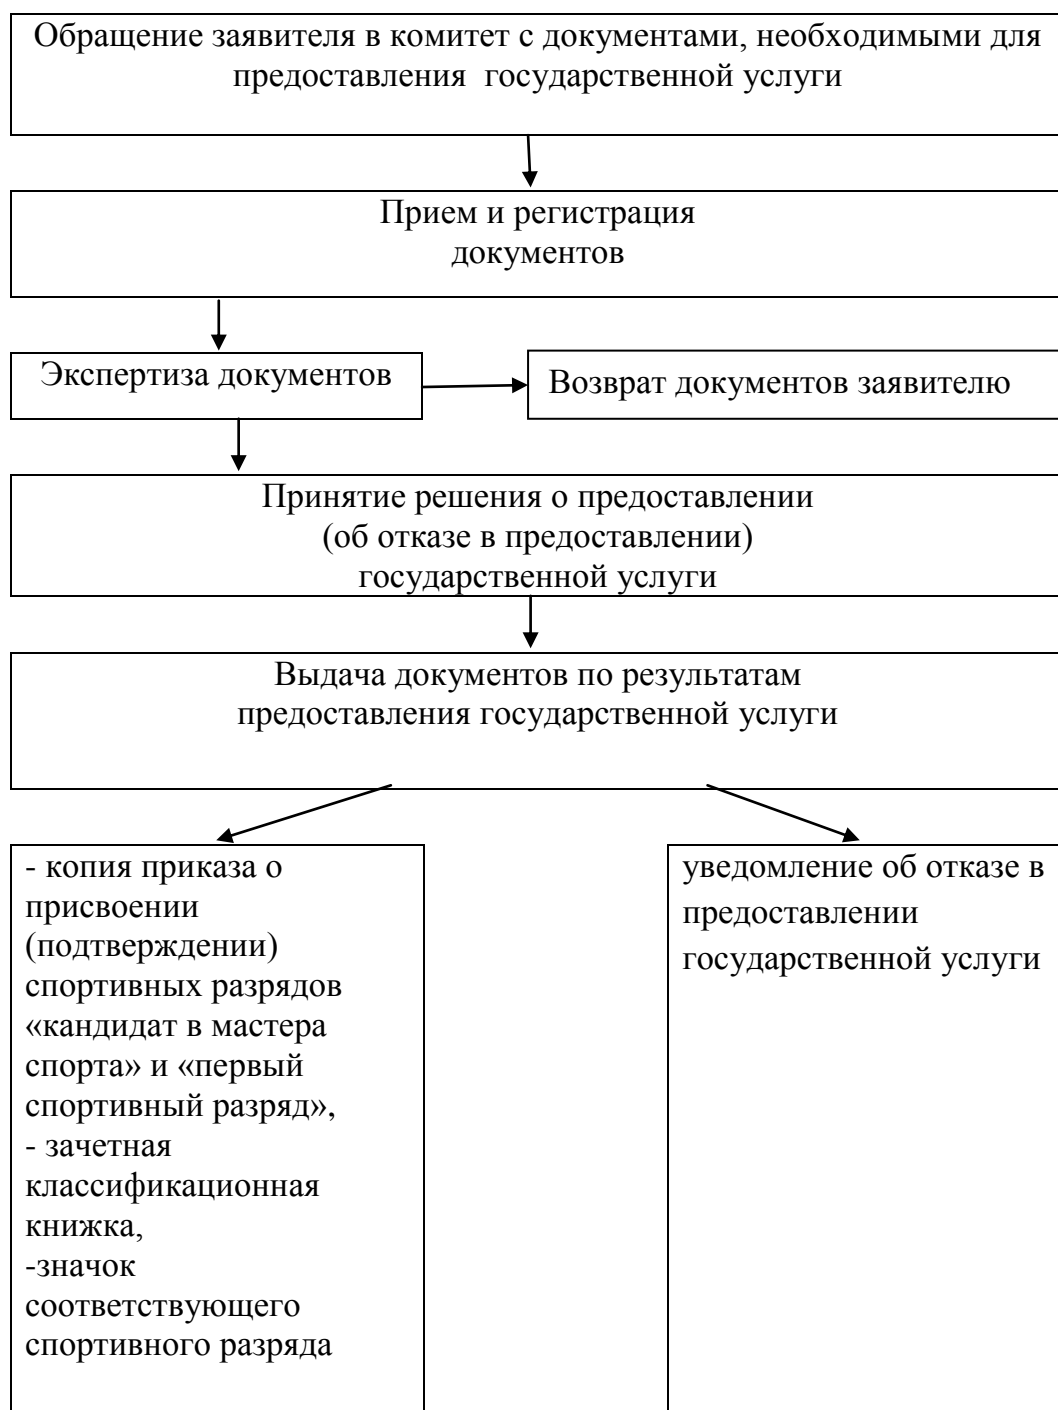 Обращение заявителя в комитет с документами, необходимыми для
предоставления государственной услуги
Прием и регистрация
документов
Экспертиза документов
Возврат документов заявителю
Принятие решения о предоставлении
(об отказе в предоставлении)
государственной услуги
Выдача документов по результатам
предоставления государственной услуги
- копия приказа о
присвоении
(подтверждении)
спортивных разрядов
«кандидат в мастера
спорта» и «первый
спортивный разряд»,
- зачетная
классификационная
книжка,
-значок
соответствующего
спортивного разряда
уведомление об отказе в
предоставлении
государственной услуги